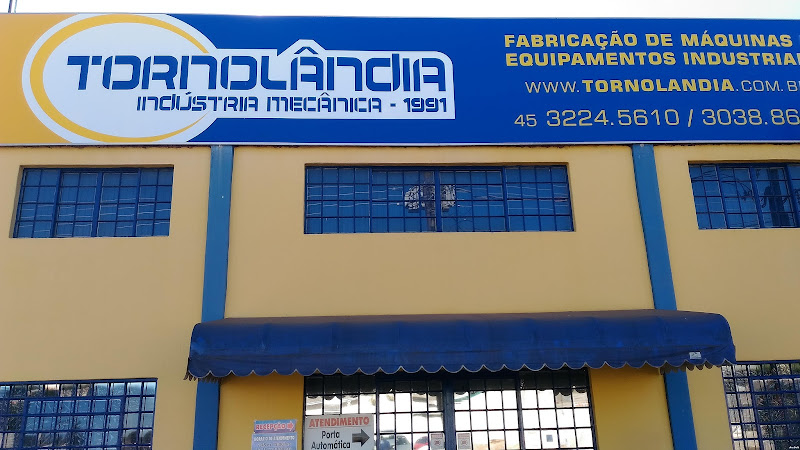 TORNOLÂNDIA
INDÚSTRIA MECÂNICA - 1991
FABRICAÇÃO DE MÁQUINAS
EQUIPAMENTOS INDUSTRIA
WWW.TORNOLANDIA.COM.B
45 3224.5610 / 3038.86
RECEPÇÃO
ATENDIMENTO
Porta
Automática